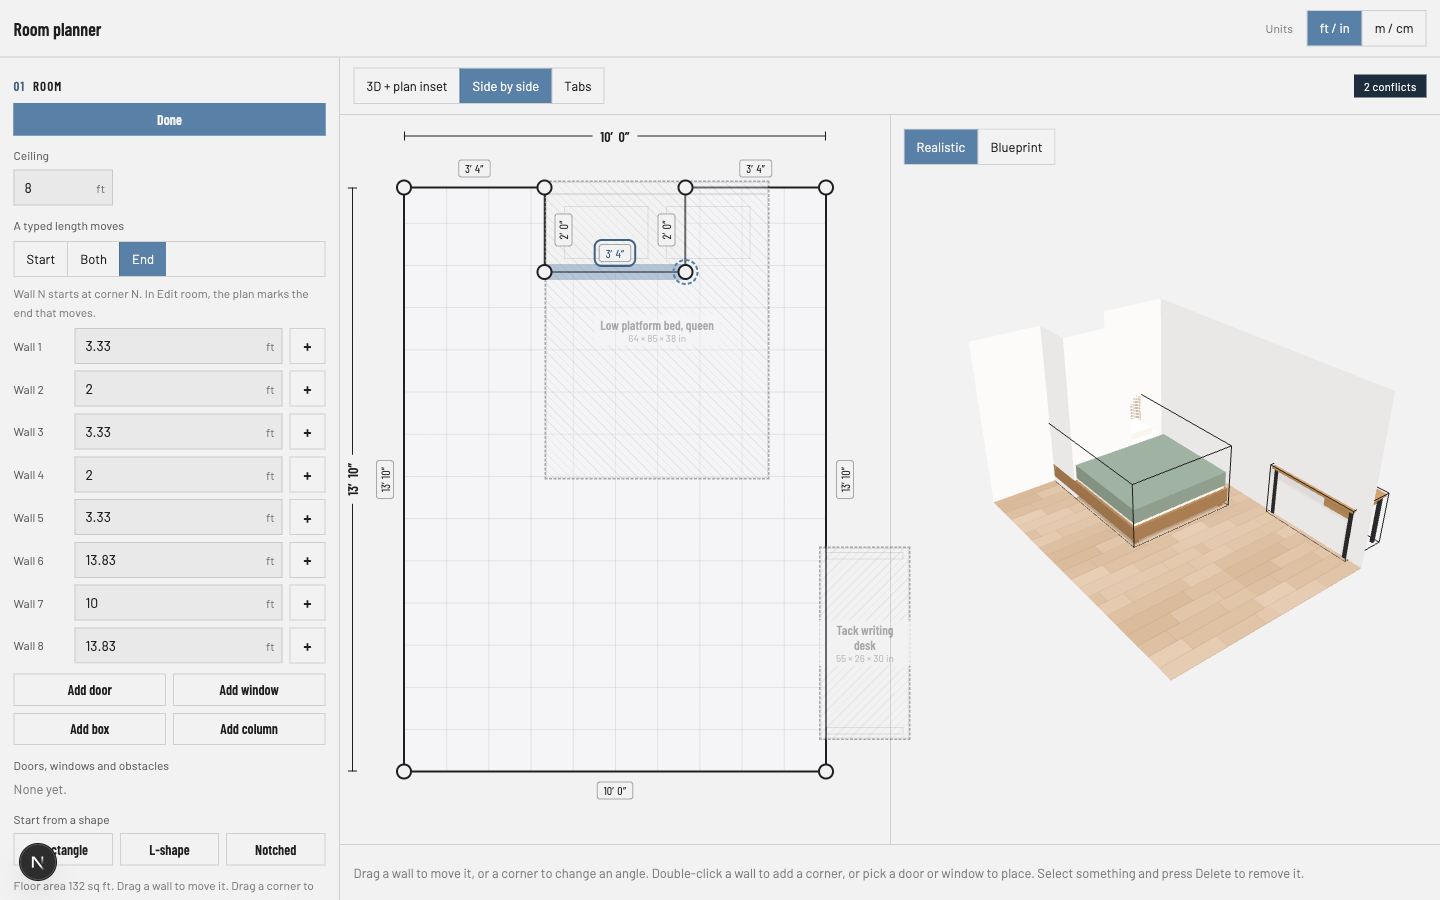 Room planner
Units
ft / in
m / cm
01 ROOM
Done
Ceiling
8 ft
A typed length moves
Start
Both
End
Wall N starts at corner N. In Edit room, the plan marks the
end that moves.
Wall 1
3.33 ft
+
Wall 2
2 ft
+
Wall 3
3.33 ft
+
Wall 4
2 ft
+
Wall 5
3.33 ft
+
Wall 6
13.83 ft
+
Wall 7
10 ft
+
Wall 8
13.83 ft
+
Add door
Add window
Add box
Add column
Doors, windows and obstacles
None yet.
Start from a shape
ctangle
L-shape
Notched
N
Floor area 132 sq ft. Drag a wall to move it. Drag a corner to
3D + plan inset
Side by side
Tabs
2 conflicts
10′ 0″
3′ 4″
3′ 4″
2′ 0″
2′ 0″
3′ 4″
Low platform bed, queen
64 × 85 × 38 in
13′ 10″
13′ 10″
13′ 10″
Tack writing
desk
55 × 26 × 30 in
10′ 0″
Realistic
Blueprint
Drag a wall to move it, or a corner to change an angle. Double-click a wall to add a corner, or pick a door or window to place. Select something and press Delete to remove it.